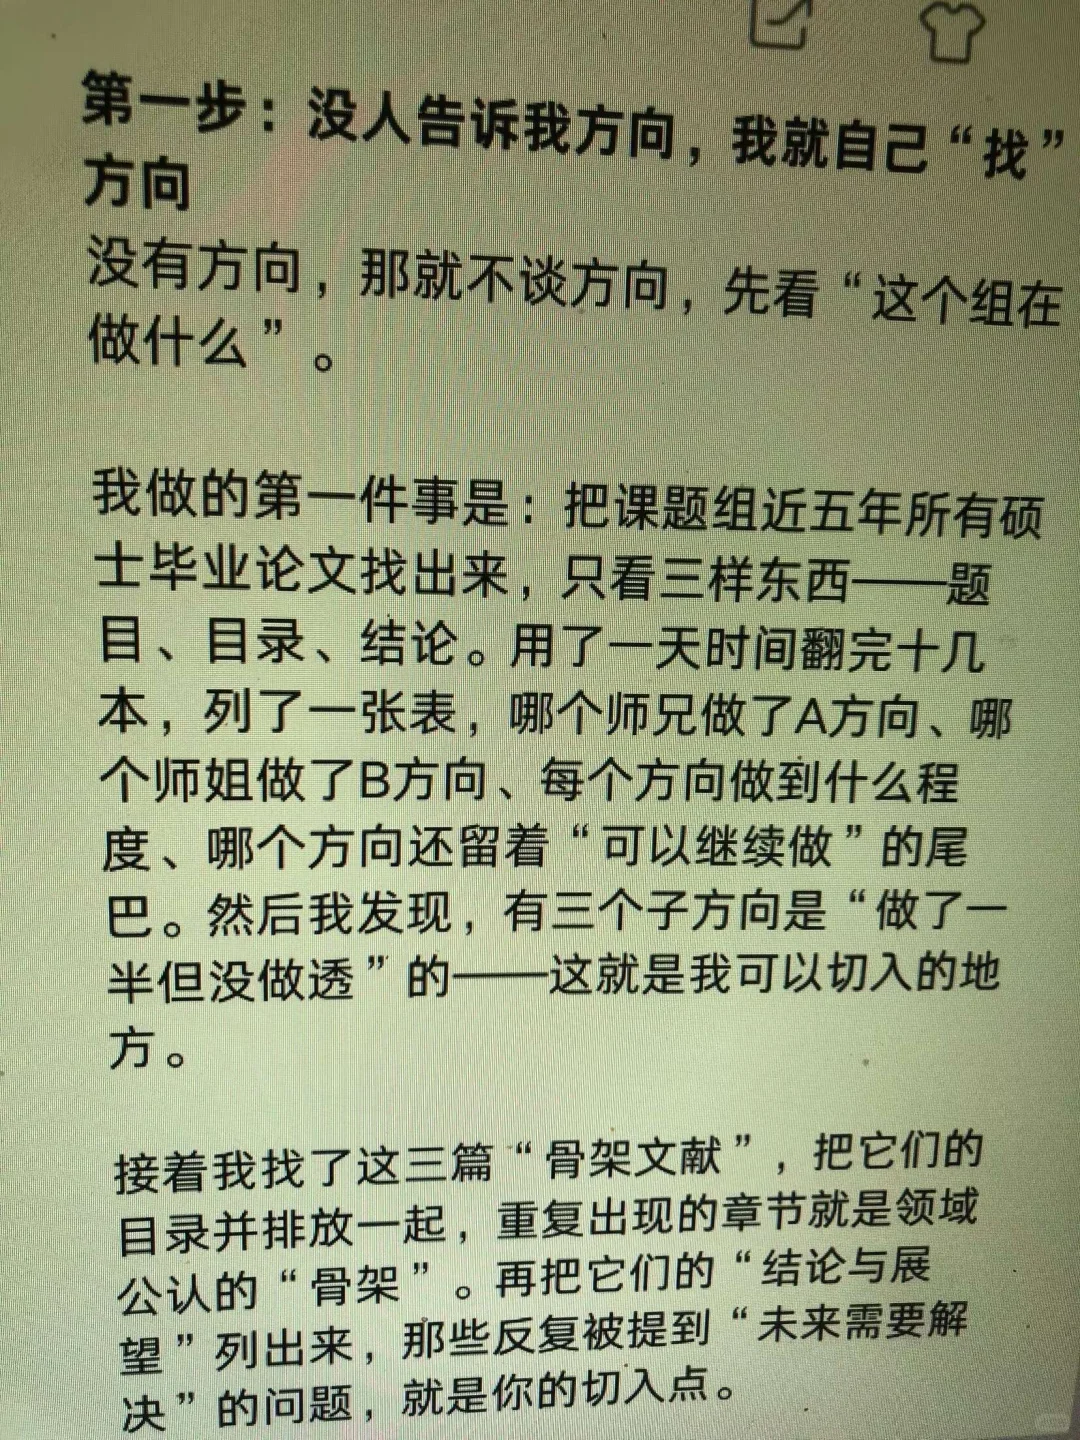 第一步：没人告诉我方向，我就自己“找”
方向
没有方向，那就不谈方向，先看“这个组在
做什么”。
我做的第一件事是：把课题组近五年所有硕
士毕业论文找出来，只看三样东西——题
目、目录、结论。用了一天时间翻完十几
本，列了一张表，哪个师兄做了A方向、哪
个师姐做了B方向、每个方向做到什么程
度、哪个方向还留着“可以继续做”的尾
巴。然后我发现，有三个子方向是“做了一
半但没做透”的——这就是我可以切入的地
方。
接着我找了这三篇“骨架文献”，把它们的
目录并排放一起，重复出现的章节就是领域
公认的“骨架”。再把它们的“结论与展
望”列出来，那些反复被提到“未来需要解
决”的问题，就是你的切入点。